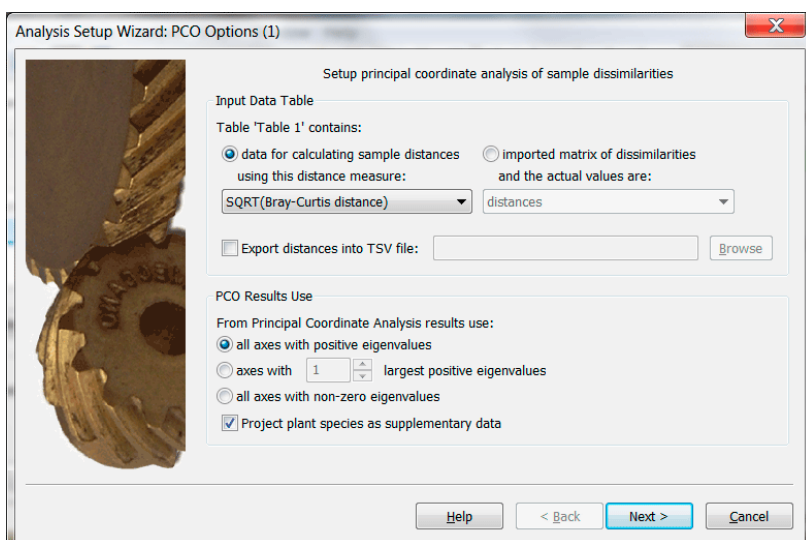 Analysis Setup Wizard: PCO Options (1)
Setup principal coordinate analysis of sample dissimilarities
Input Data Table
Table 'Table 1' contains:
data for calculating sample distances
using this distance measure:
imported matrix of dissimilarities
and the actual values are:
SQRT(Bray-Curtis distance)
distances
Export distances into TSV file:
Browse
PCO Results Use
From Principal Coordinate Analysis results use:
all axes with positive eigenvalues
axes with 1 largest positive eigenvalues
all axes with non-zero eigenvalues
Project plant species as supplementary data
Help
< Back
Next >
Cancel